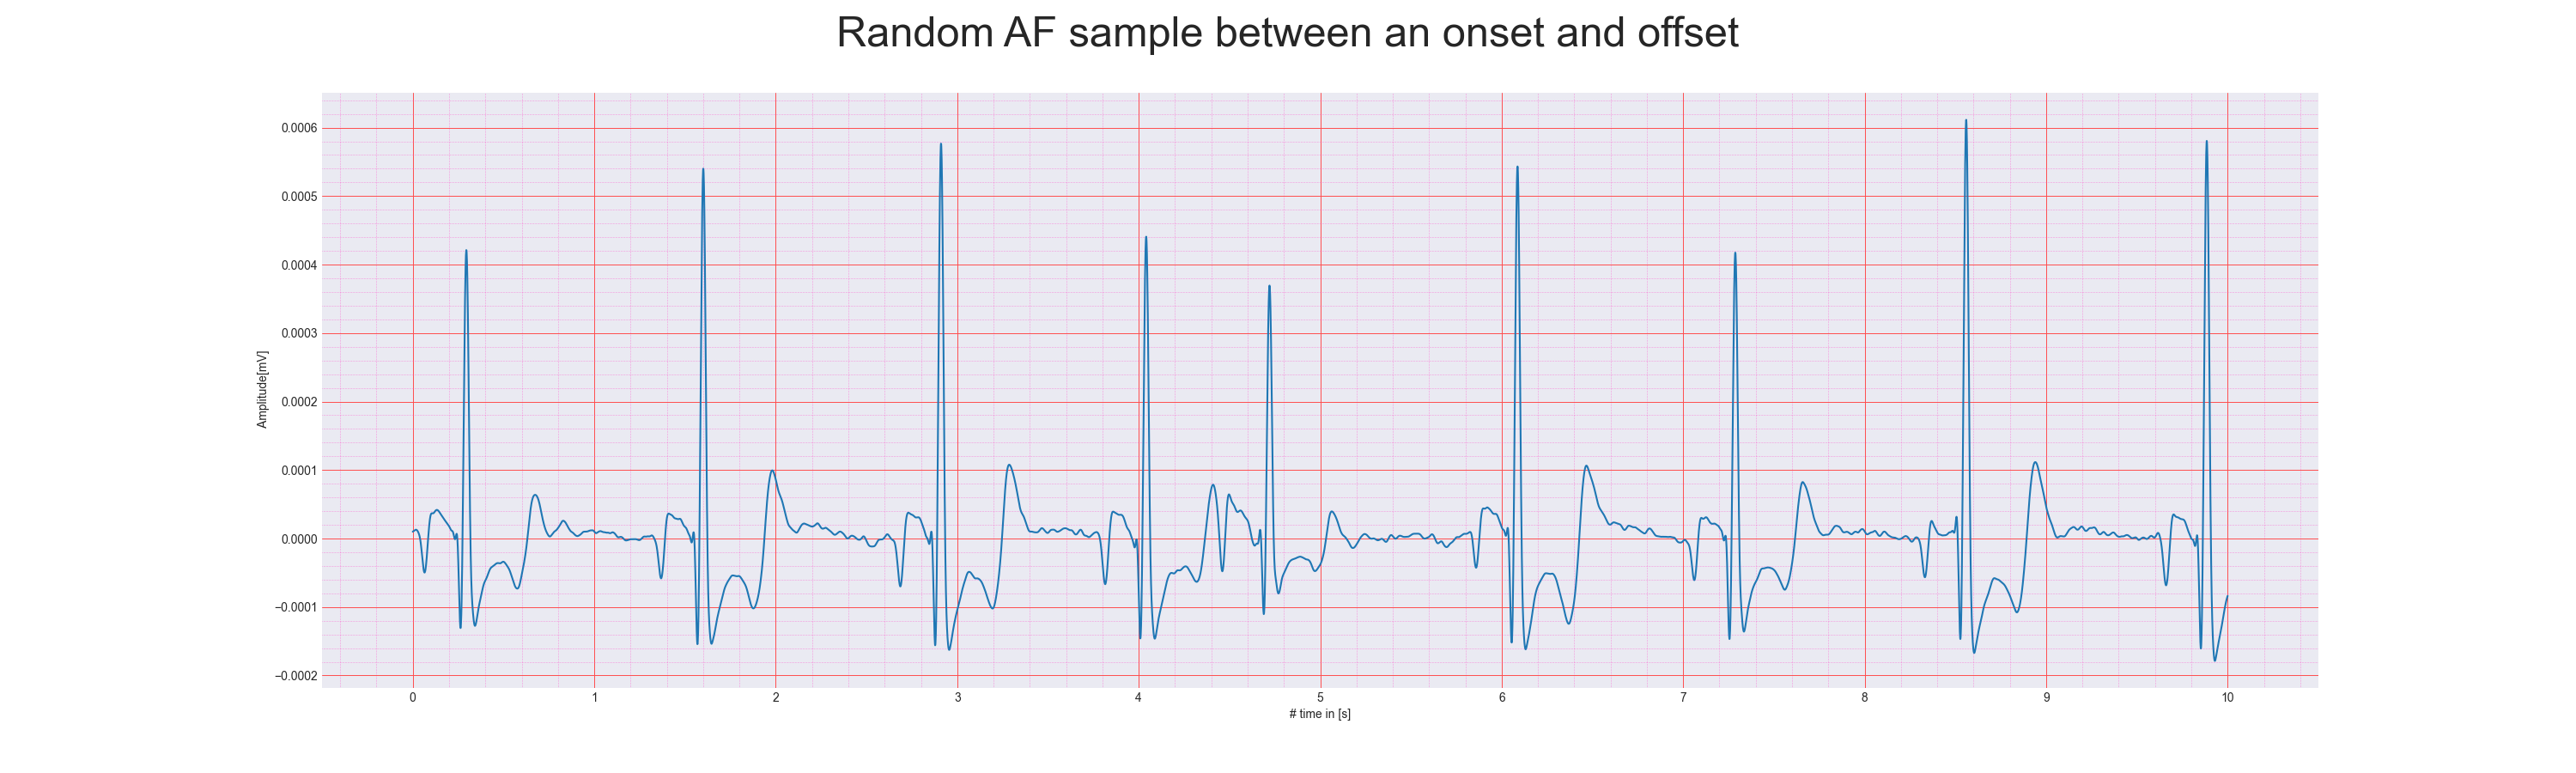 Random AF sample between an onset and offset
0.0006
0.0005
0.0004
0.0003
0.0002
0.0001
0.0000
−0.0001
−0.0002
Amplitude[mV]
0 1 2 3 4 5 6 7 8 9 10
# time in [s]